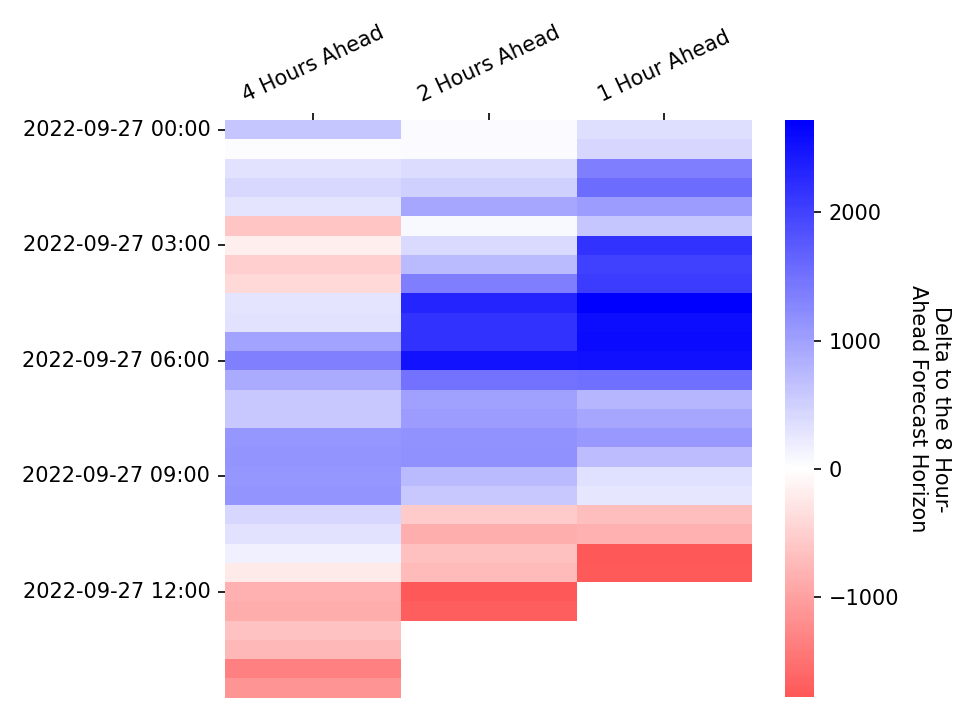 4 Hours Ahead
2 Hours Ahead
1 Hour Ahead
2022-09-27 00:00
2022-09-27 03:00
2022-09-27 06:00
2022-09-27 09:00
2022-09-27 12:00
2000
1000
0
−1000
Delta to the 8 Hour-
Ahead Forecast Horizon